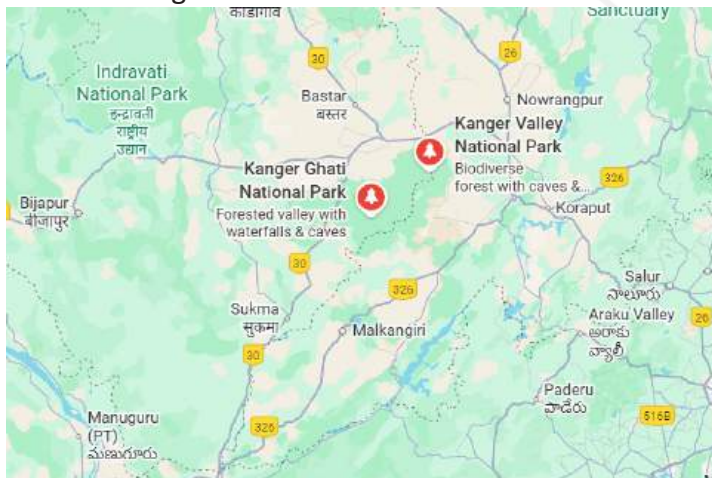 कोंडागांव
Sanctuary
30
26
Indravati
National Park
इन्द्रावती
राष्ट्रीय
उद्यान
Bastar
बस्तर
Nowrangpur
Kanger Valley
National Park
Biodiverse
forest with caves &...
Kanger Ghati
National Park
Forested valley with
waterfalls & caves
326
Bijapur
बीजापुर
Koraput
30
326
Salur
సాలూరు
Sukma
सुकमा
Malkangiri
Araku Valley
అరాకు
వ్యాలీ
26
30
Paderu
పాడేరు
Manuguru
(PT)
మణుగూరు
326
516B